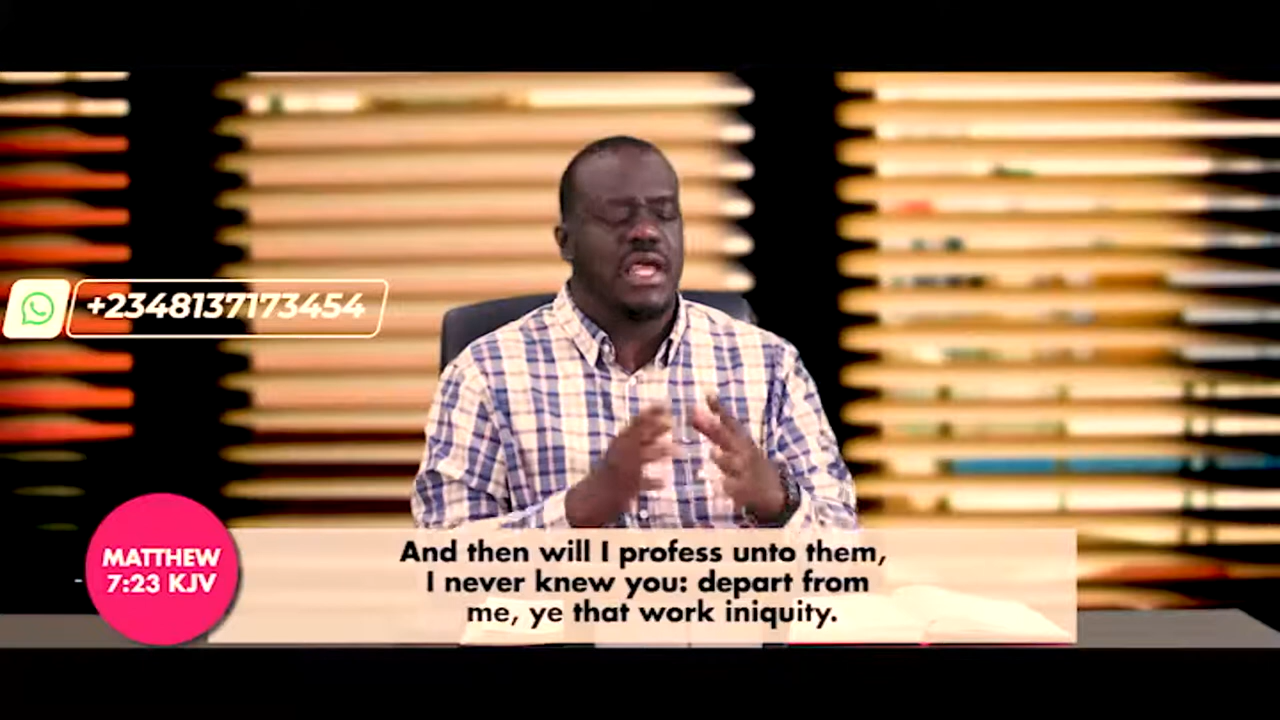 +2348137173454
MATTHEW
7:23 KJV
And then will I profess unto them,
I never knew you: depart from
me, ye that work iniquity.